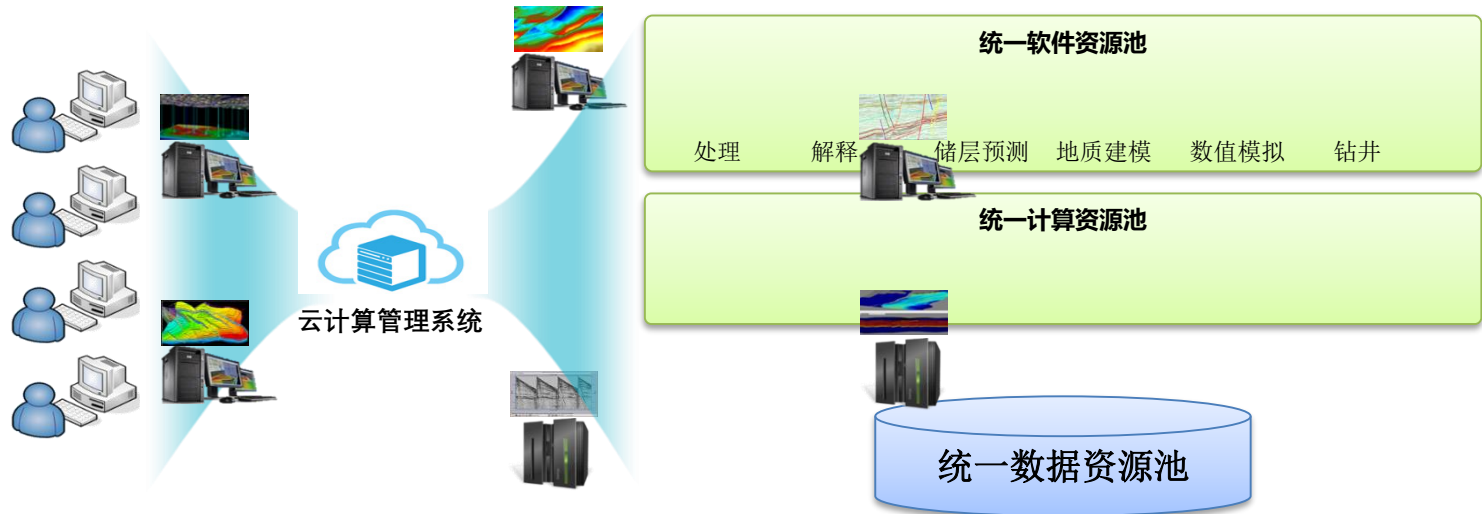 统一软件资源池
处理 解释 储层预测 地质建模 数值模拟 钻井
统一计算资源池
云计算管理系统
统一数据资源池